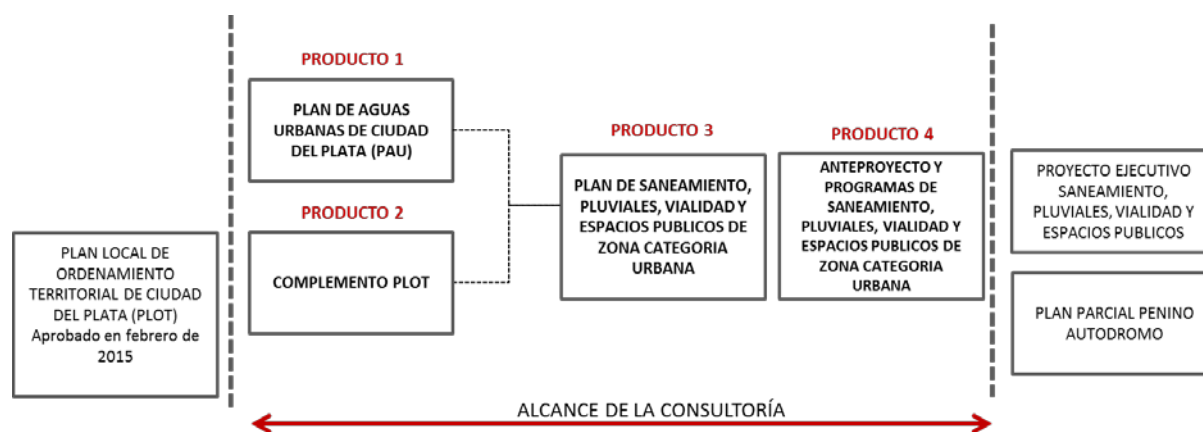 PLAN LOCAL DE
ORDENAMIENTO
TERRITORIAL DE CIUDAD
DEL PLATA (PLOT)
Aprobado en febrero de
2015
PRODUCTO 1
PLAN DE AGUAS
URBANAS DE CIUDAD
DEL PLATA (PAU)
PRODUCTO 2
COMPLEMENTO PLOT
PRODUCTO 3
PLAN DE SANEAMIENTO,
PLUVIALES, VIALIDAD Y
ESPACIOS PUBLICOS DE
ZONA CATEGORIA
URBANA
PRODUCTO 4
ANTEPROYECTO Y
PROGRAMAS DE
SANEAMIENTO,
PLUVIALES, VIALIDAD Y
ESPACIOS PUBLICOS DE
ZONA CATEGORIA
URBANA
PROYECTO EJECUTIVO
SANEAMIENTO,
PLUVIALES, VIALIDAD Y
ESPACIOS PUBLICOS
PLAN PARCIAL PENINO
AUTODROMO
ALCANCE DE LA CONSULTORÍA